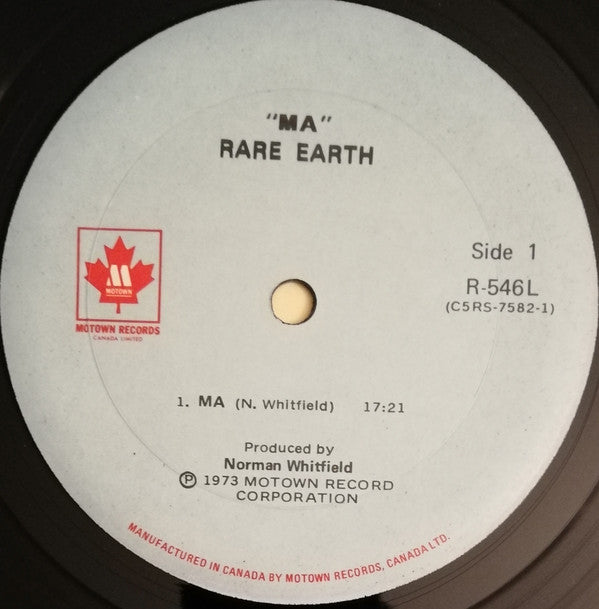 "MA"
RARE EARTH
Side 1
R-546L
(C5RS-7582-1)
M
MOTOWN
MOTOWN RECORDS
CANADA LIMITED
1. MA (N. Whitfield) 17:21
Produced by
Norman Whitfield
℗ 1973 MOTOWN RECORD
CORPORATION
MANUFACTURED IN CANADA BY MOTOWN RECORDS, CANADA LTD.